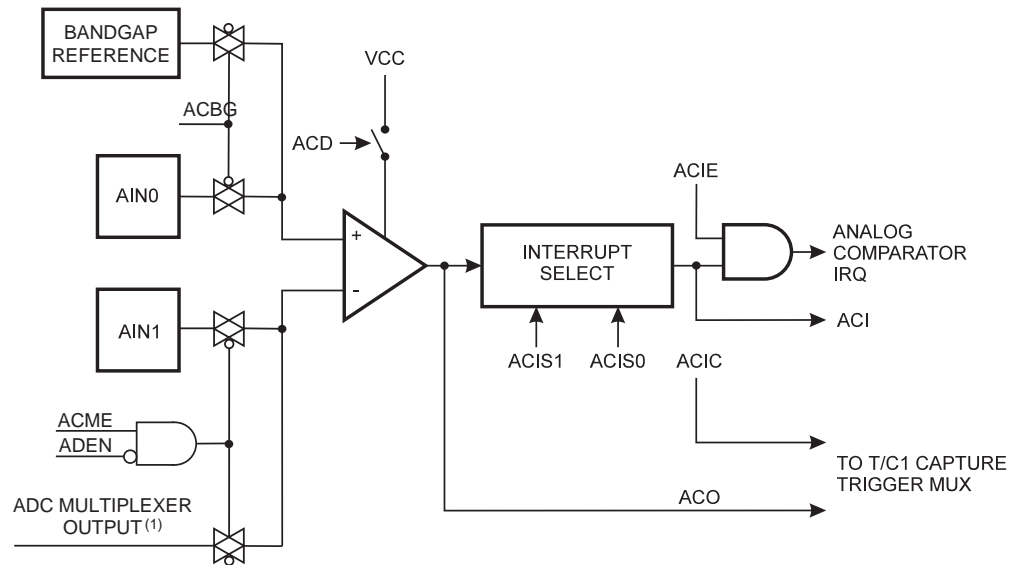 BANDGAP
REFERENCE
VCC
ACBG
ACD
ACIE
AIN0
+
-
INTERRUPT
SELECT
ANALOG
COMPARATOR
IRQ
AIN1
ACI
ACIS1
ACIS0
ACIC
ACME
ADEN
TO T/C1 CAPTURE
TRIGGER MUX
ACO
ADC MULTIPLEXER
OUTPUT (1)